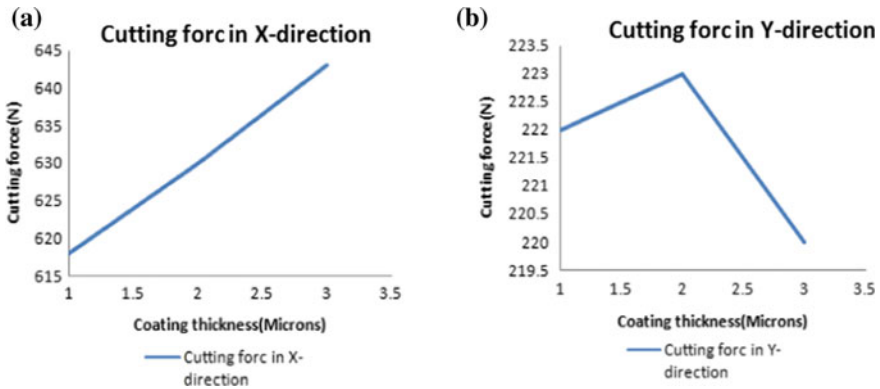 (a)
Cutting forc in X-direction
645
640
635
630
625
620
615
Cutting force(N)
1 1.5 2 2.5 3 3.5
Coating thickness(Microns)
Cutting forc in X-
direction
(b)
Cutting forc in Y-direction
223.5
223
222.5
222
221.5
221
220.5
220
219.5
Cutting force(N)
1 1.5 2 2.5 3 3.5
Coating thickness(Microns)
Cutting forc in Y-
direction